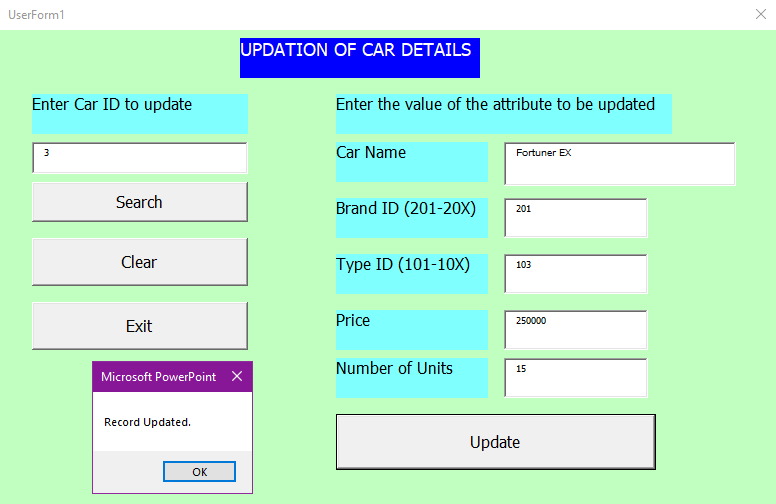 UserForm1
UPDATION OF CAR DETAILS
Enter Car ID to update
3
Search
Clear
Exit
Enter the value of the attribute to be updated
Car Name
Fortuner EX
Brand ID (201-20X)
201
Type ID (101-10X)
103
Price
250000
Number of Units
15
Update
Microsoft PowerPoint
Record Updated.
OK